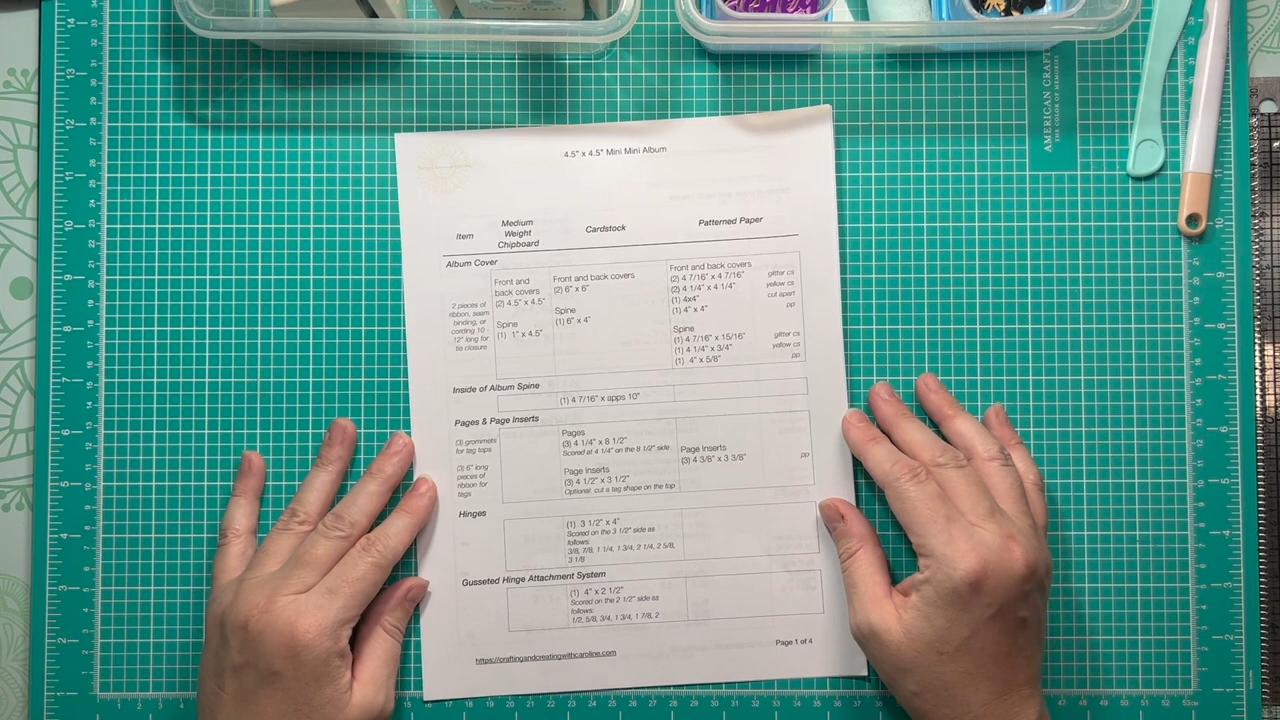 4.5" x 4.5" Mini Mini Album
Item
Medium
Weight
Chipboard
Cardstock
Patterned Paper
Album Cover
2 pieces of
ribbon, seam
binding, or
cording 10 -
12" long for
tie closure
Front and
back covers
(2) 4.5" x 4.5"
Spine
(1) 1" x 4.5"
Front and back covers
(2) 6" x 6"
Spine
(1) 6" x 4"
Front and back covers
(2) 4 7/16" x 4 7/16" glitter cs
(2) 4 1/4" x 4 1/4" yellow cs
(1) 4x4" cut apart
(1) 4" x 4" pp
Spine
(1) 4 7/16" x 15/16" glitter cs
(1) 4 1/4" x 3/4" yellow cs
(1) 4" x 5/8" pp
Inside of Album Spine
(1) 4 7/16" x apps 10"
Pages & Page Inserts
(3) grommets
for tag tops
(3) 6" long
pieces of
ribbon for
tags
Pages
(3) 4 1/4" x 8 1/2"
Scored at 4 1/4" on the 8 1/2" side
Page Inserts
(3) 4 1/2" x 3 1/2"
Optional: cut a tag shape on the top
Page Inserts
(3) 4 3/8" x 3 3/8" pp
Hinges
(1) 3 1/2" x 4"
Scored on the 3 1/2" side as
follows:
3/8, 7/8, 1 1/4, 1 3/4, 2 1/4, 2 5/8,
3 1/8
Gusseted Hinge Attachment System
(1) 4" x 2 1/2"
Scored on the 2 1/2" side as
follows:
1/2, 5/8, 3/4, 1 3/4, 1 7/8, 2
https://craftingandcreatingwithcaroline.com
Page 1 of 4
AMERICAN CRAF
THE COLOR OF MEMORIES